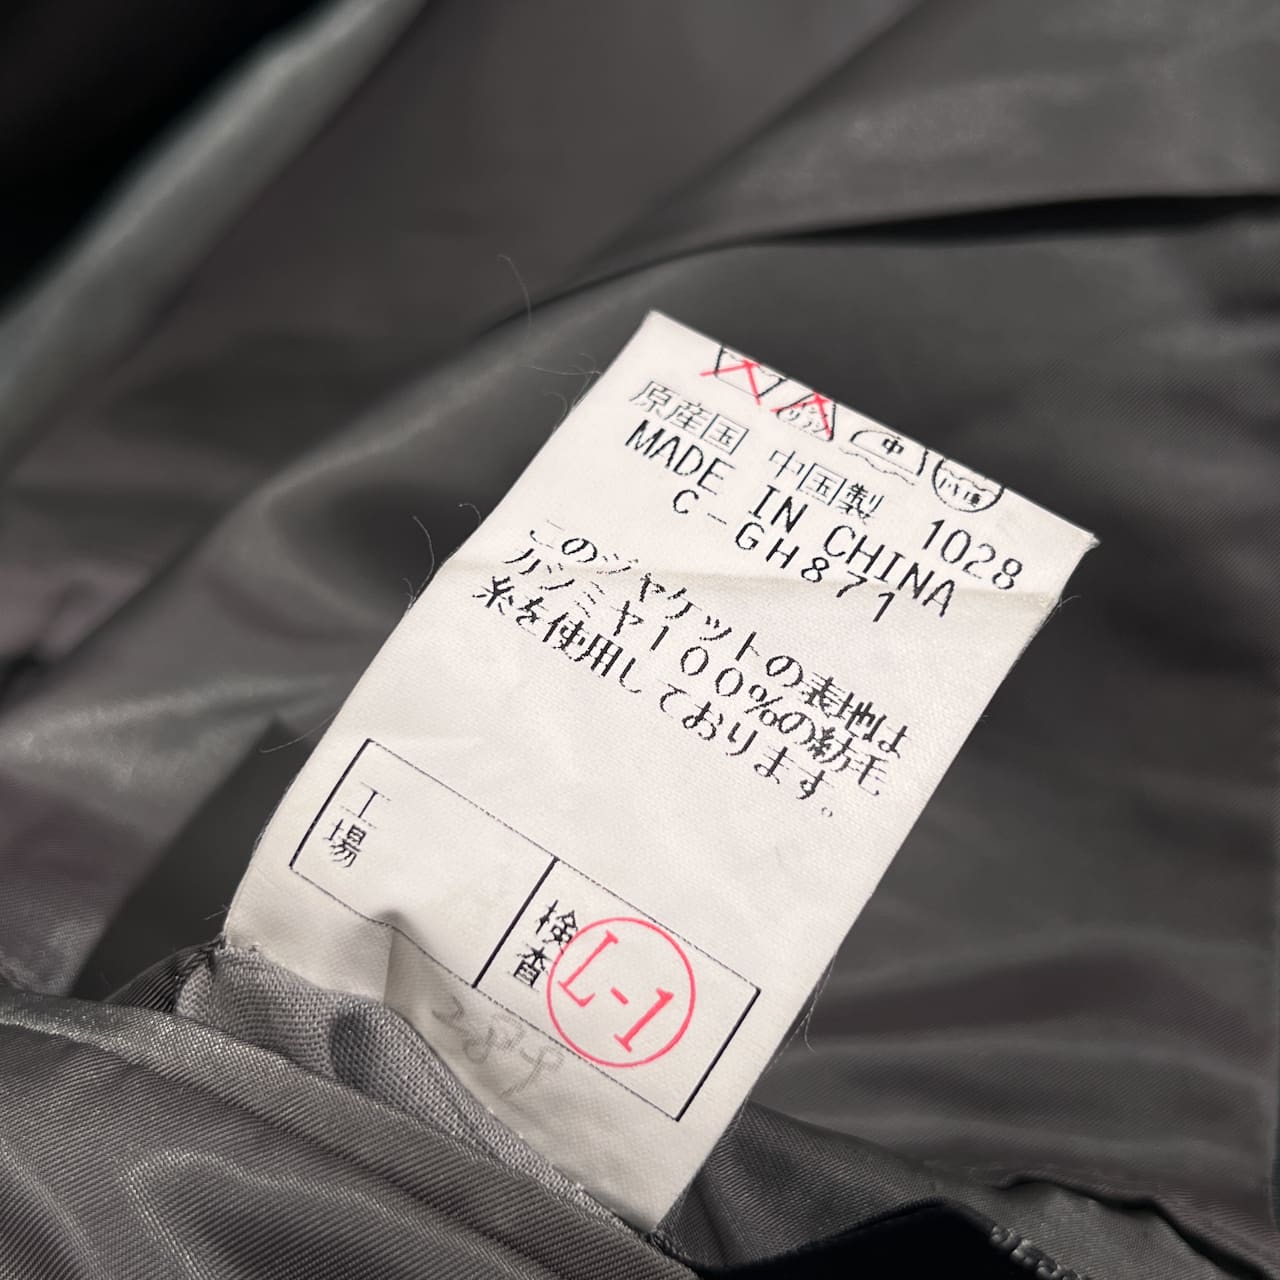 中
原産国 中国製 1028
MADE IN CHINA
C-GH871
このジャケットの表地は
カシミヤ100%の紡毛
糸を使用しております。
工場
検査
L-1
289